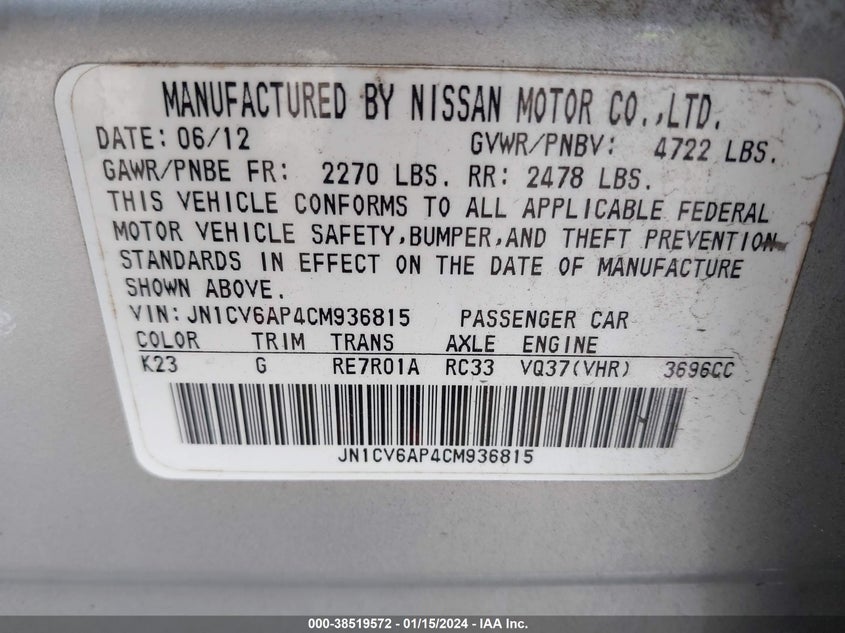 MANUFACTURED BY NISSAN MOTOR CO.,LTD.
DATE: 06/12 GVWR/PNBV: 4722 LBS.
GAWR/PNBE FR: 2270 LBS. RR: 2478 LBS.
THIS VEHICLE CONFORMS TO ALL APPLICABLE FEDERAL
MOTOR VEHICLE SAFETY,BUMPER,AND THEFT PREVENTION
STANDARDS IN EFFECT ON THE DATE OF MANUFACTURE
SHOWN ABOVE.
VIN:JN1CV6AP4CM936815 PASSENGER CAR
COLOR TRIM TRANS AXLE ENGINE
K23 G RE7R01A RC33 VQ37(VHR) 3696CC
JN1CV6AP4CM936815
000-38519572 - 01/15/2024 - IAA Inc.